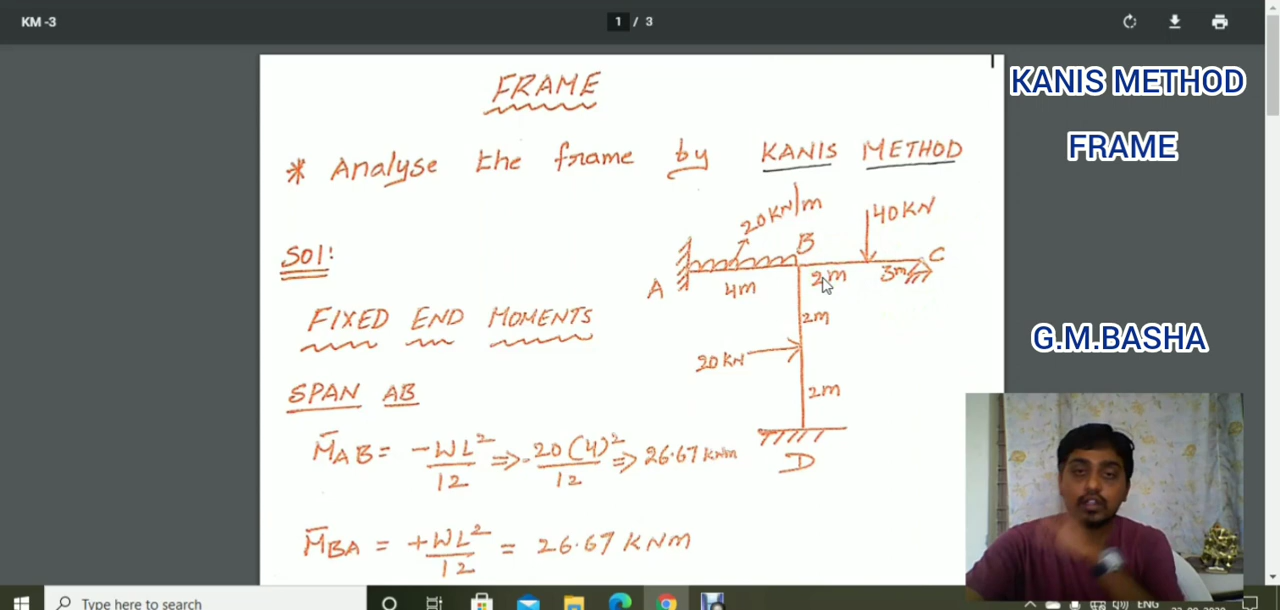 KM -3
1 / 3
KANIS METHOD
FRAME
FRAME
* Analyse the frame by KANIS METHOD
20 KN/m
40 KN
B
C
A
4m
2m
3m
2m
20 KN
2m
D
SOl:
FIXED END MOMENTS
SPAN AB
M̅AB = -WL²/12 ⇒ -20(4)²/12 ⇒ 26.67 KNm
M̅BA = +WL²/12 = 26.67 KNm
G.M.BASHA
1
Type here to search
ENG